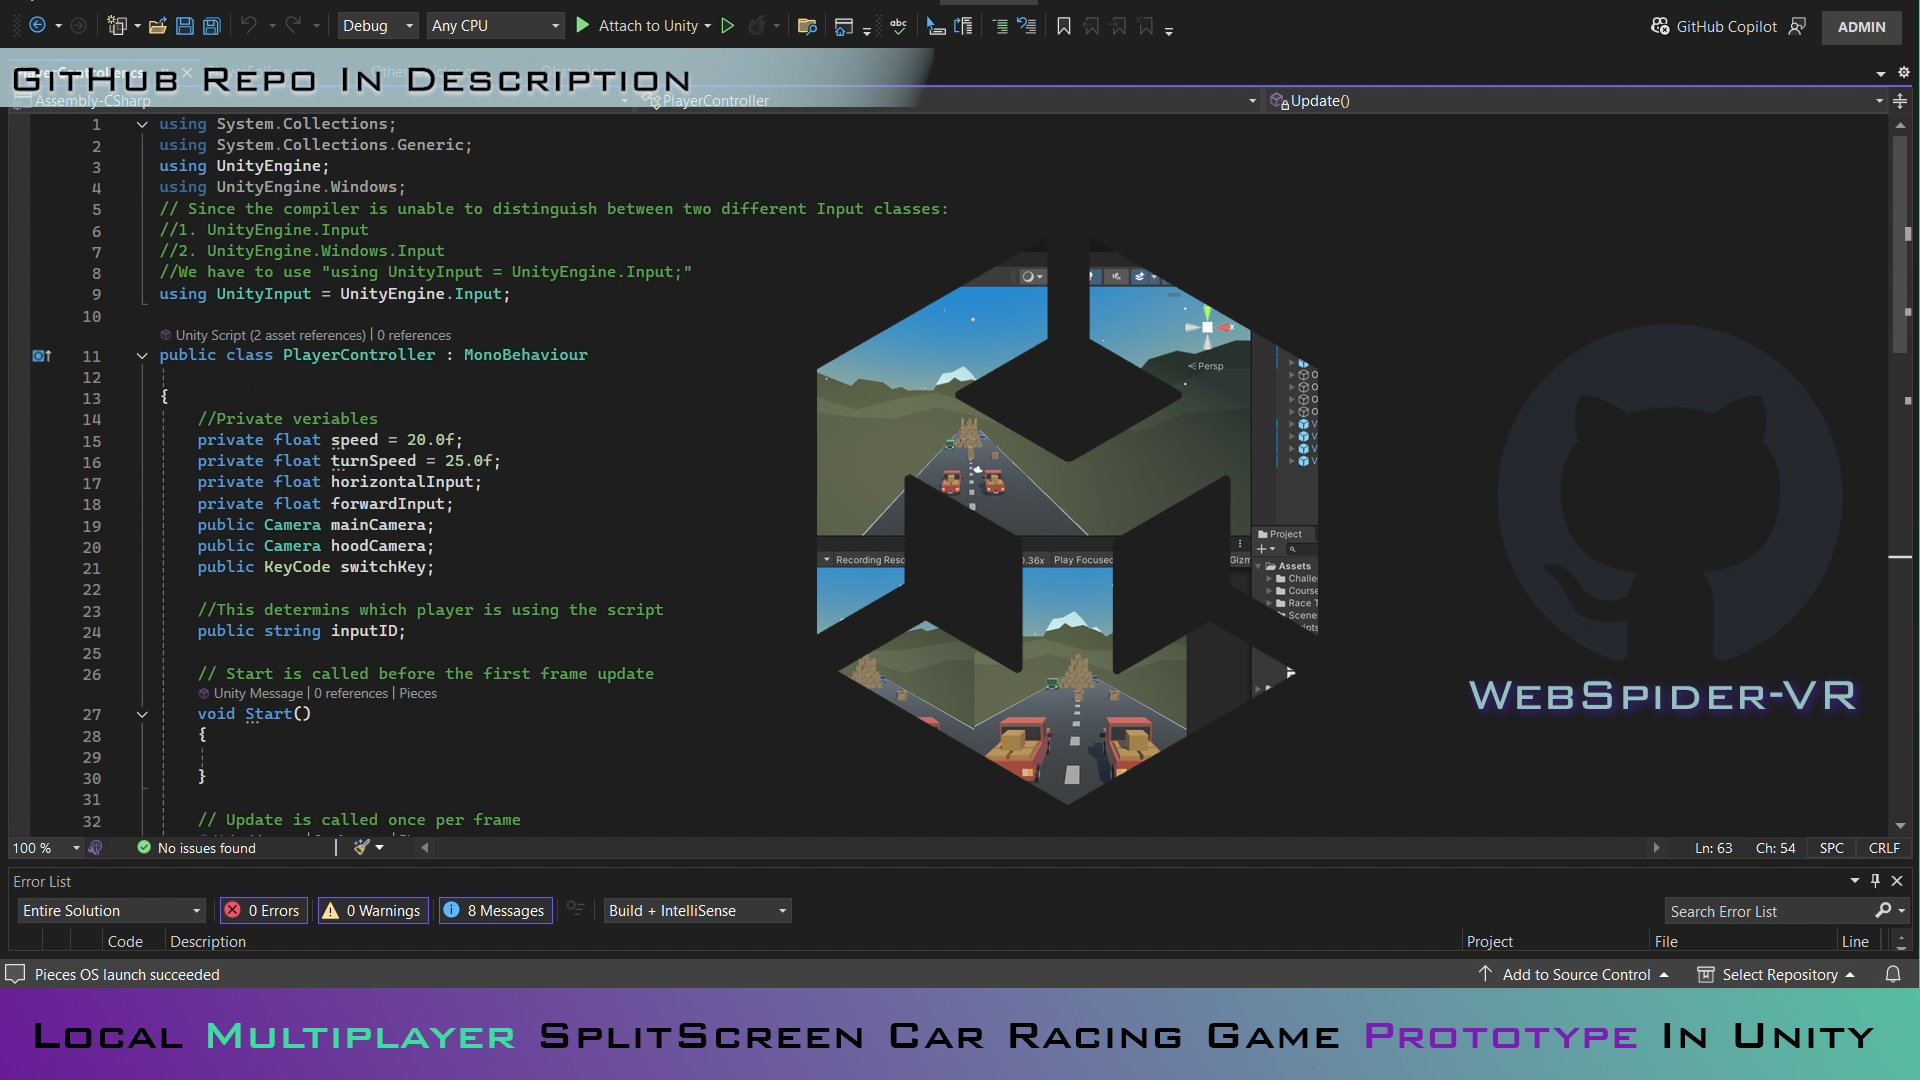 Debug
Any CPU
Attach to Unity
abc
GitHub Copilot
ADMIN
GitHub Repo In Description
Assembly-CSharp
PlayerController
Update()
1 using System.Collections;
2 using System.Collections.Generic;
3 using UnityEngine;
4 using UnityEngine.Windows;
5 // Since the compiler is unable to distinguish between two different Input classes:
6 //1. UnityEngine.Input
7 //2. UnityEngine.Windows.Input
8 //We have to use "using UnityInput = UnityEngine.Input;"
9 using UnityInput = UnityEngine.Input;
10
Unity Script (2 asset references) | 0 references
11 public class PlayerController : MonoBehaviour
12
13 {
14 //Private veriables
15 private float speed = 20.0f;
16 private float turnSpeed = 25.0f;
17 private float horizontalInput;
18 private float forwardInput;
19 public Camera mainCamera;
20 public Camera hoodCamera;
21 public KeyCode switchKey;
22
23 //This determins which player is using the script
24 public string inputID;
25
26 // Start is called before the first frame update
Unity Message | 0 references | Pieces
27 void Start()
28 {
29
30 }
31
32 // Update is called once per frame
Persp
Project
Recording
0.36x
Play Focused
Assets
WebSpider-VR
100 %
No issues found
Ln: 63
Ch: 54
SPC
CRLF
Error List
Entire Solution
0 Errors
0 Warnings
8 Messages
Build + IntelliSense
Search Error List
Code
Description
Project
File
Line
Pieces OS launch succeeded
Add to Source Control
Select Repository
Local Multiplayer SplitScreen Car Racing Game Prototype In Unity